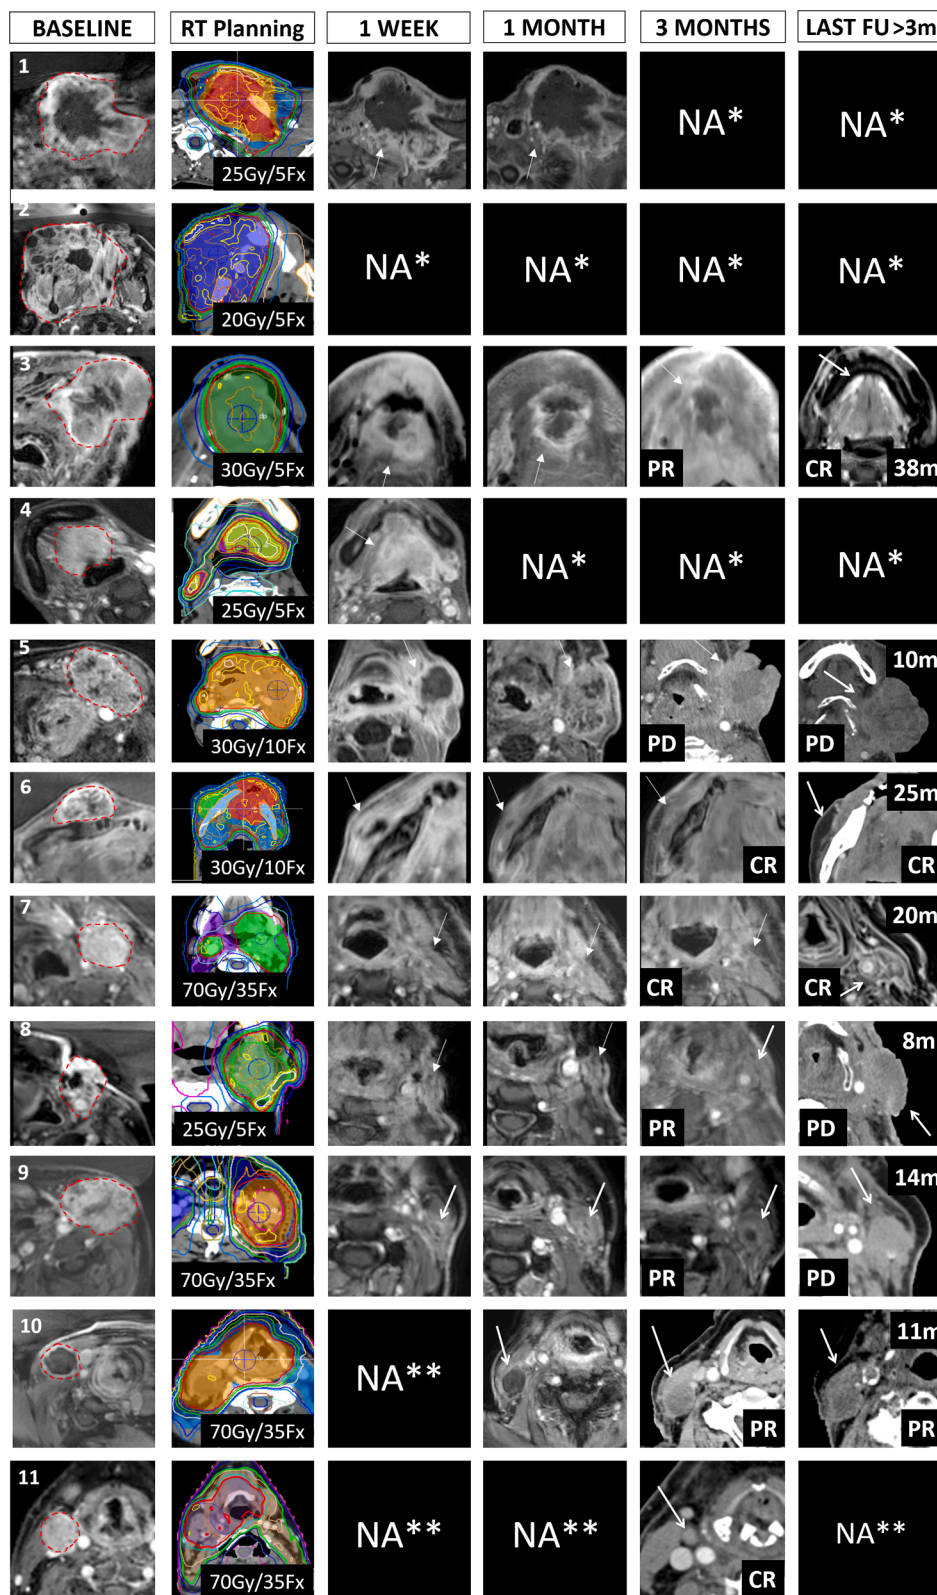 BASELINE RT Planning 1 WEEK 1 MONTH 3 MONTHS LAST FU >3m
1 25Gy/5Fx NA* NA*
2 20Gy/5Fx NA* NA* NA* NA*
3 30Gy/5Fx PR CR 38m
4 25Gy/5Fx NA* NA* NA*
5 30Gy/10Fx PD PD 10m
6 30Gy/10Fx CR 25m CR
7 70Gy/35Fx CR 20m CR
8 25Gy/5Fx PR 8m PD
9 70Gy/35Fx PR 14m PD
10 70Gy/35Fx NA** PR 11m PR
11 70Gy/35Fx NA** NA** CR NA**